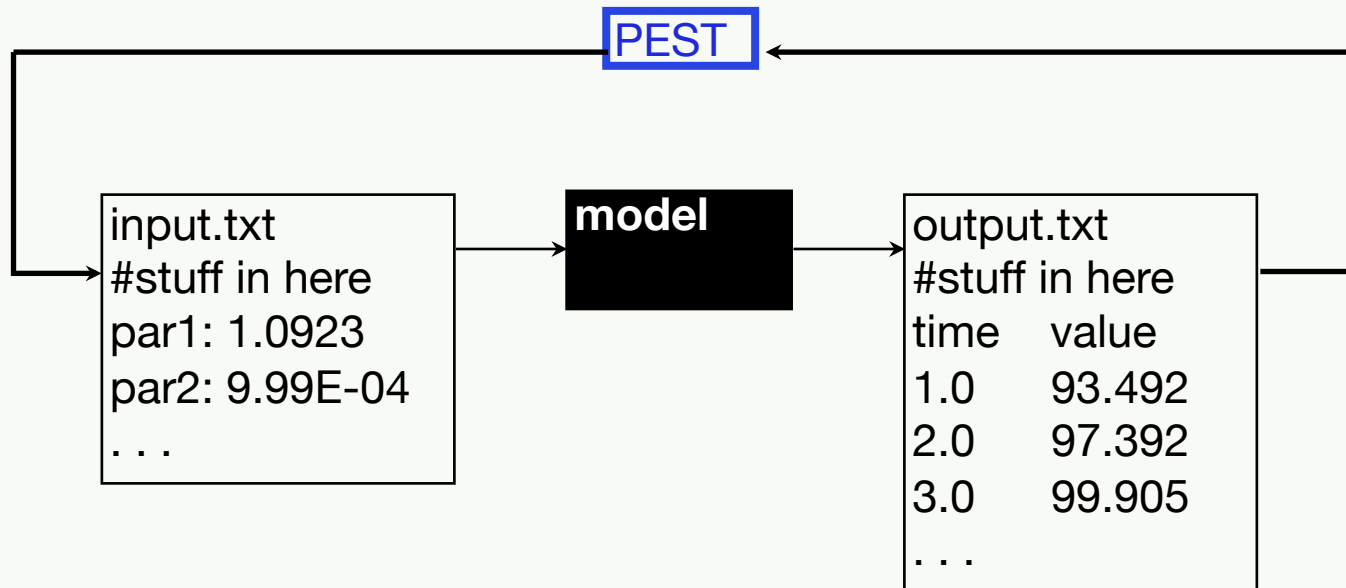 PEST
input.txt
#stuff in here
par1: 1.0923
par2: 9.99E-04
. . .
model
output.txt
#stuff in here
time value
1.0 93.492
2.0 97.392
3.0 99.905
. . .